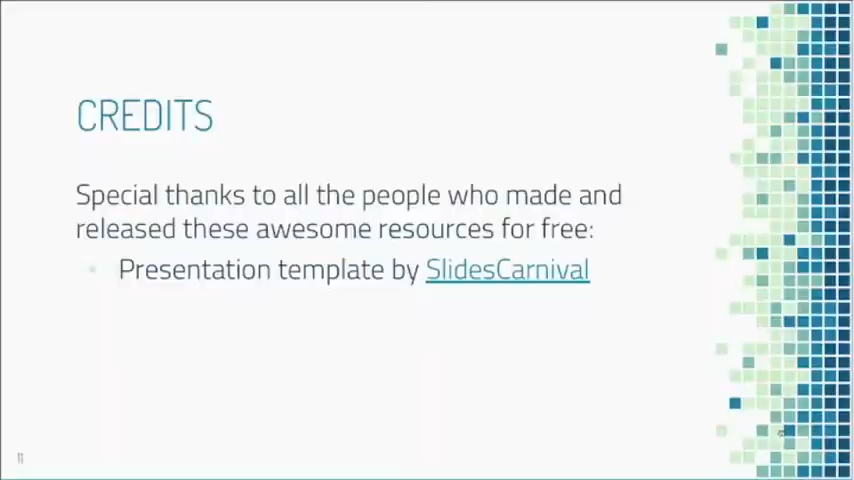 CREDITS
Special thanks to all the people who made and
released these awesome resources for free:
Presentation template by SlidesCarnival
11